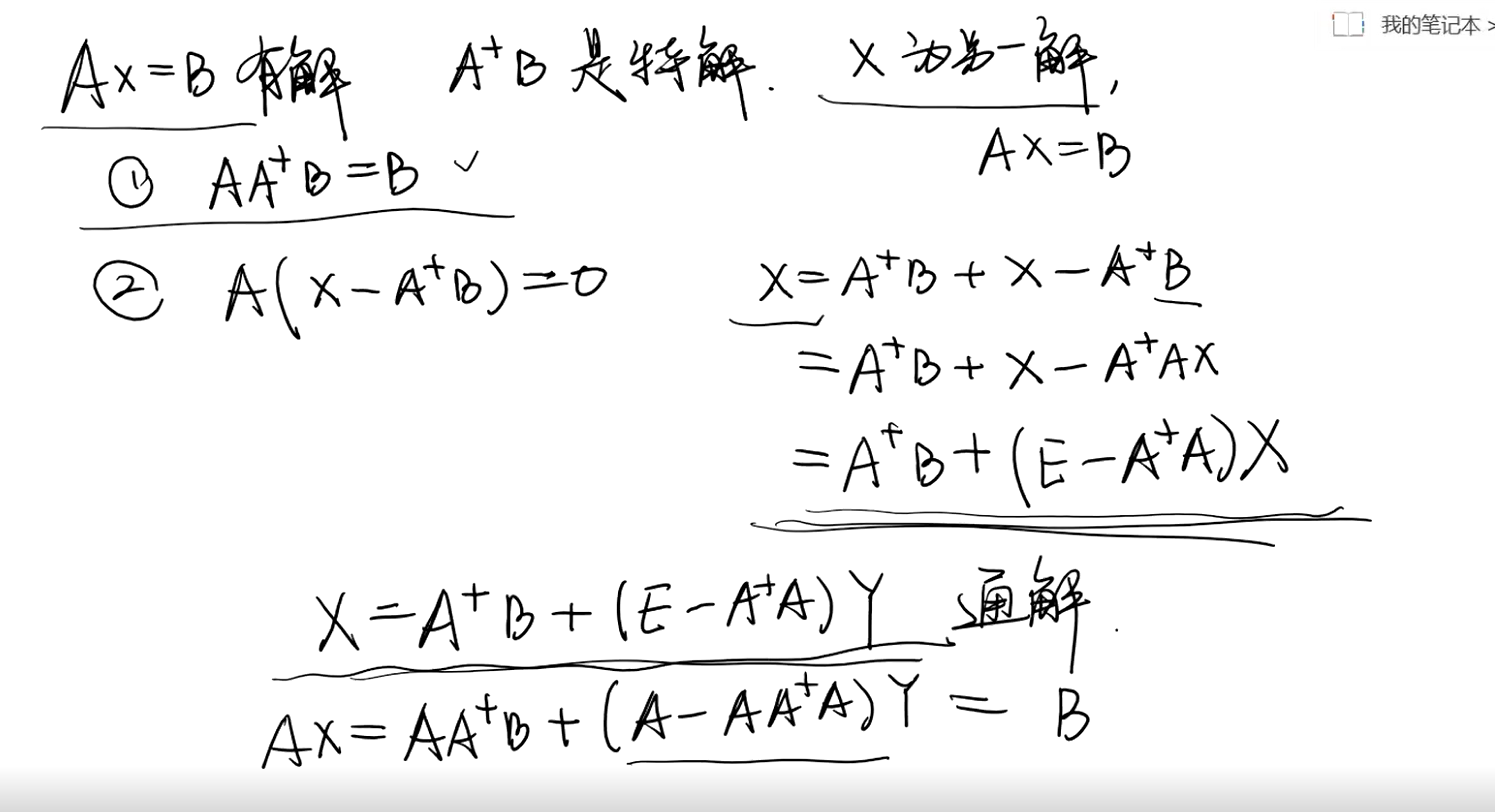 我的笔记本 >
Ax=B 有解 A⁺B 是特解. X 为另一解,
AX=B
① AA⁺B=B ✓
② A(X-A⁺B)=0
X=A⁺B+X-A⁺B
=A⁺B+X-A⁺AX
=A⁺B+(E-A⁺A)X
X=A⁺B+(E-A⁺A)Y 通解.
AX=AA⁺B+(A-AA⁺A)Y=B